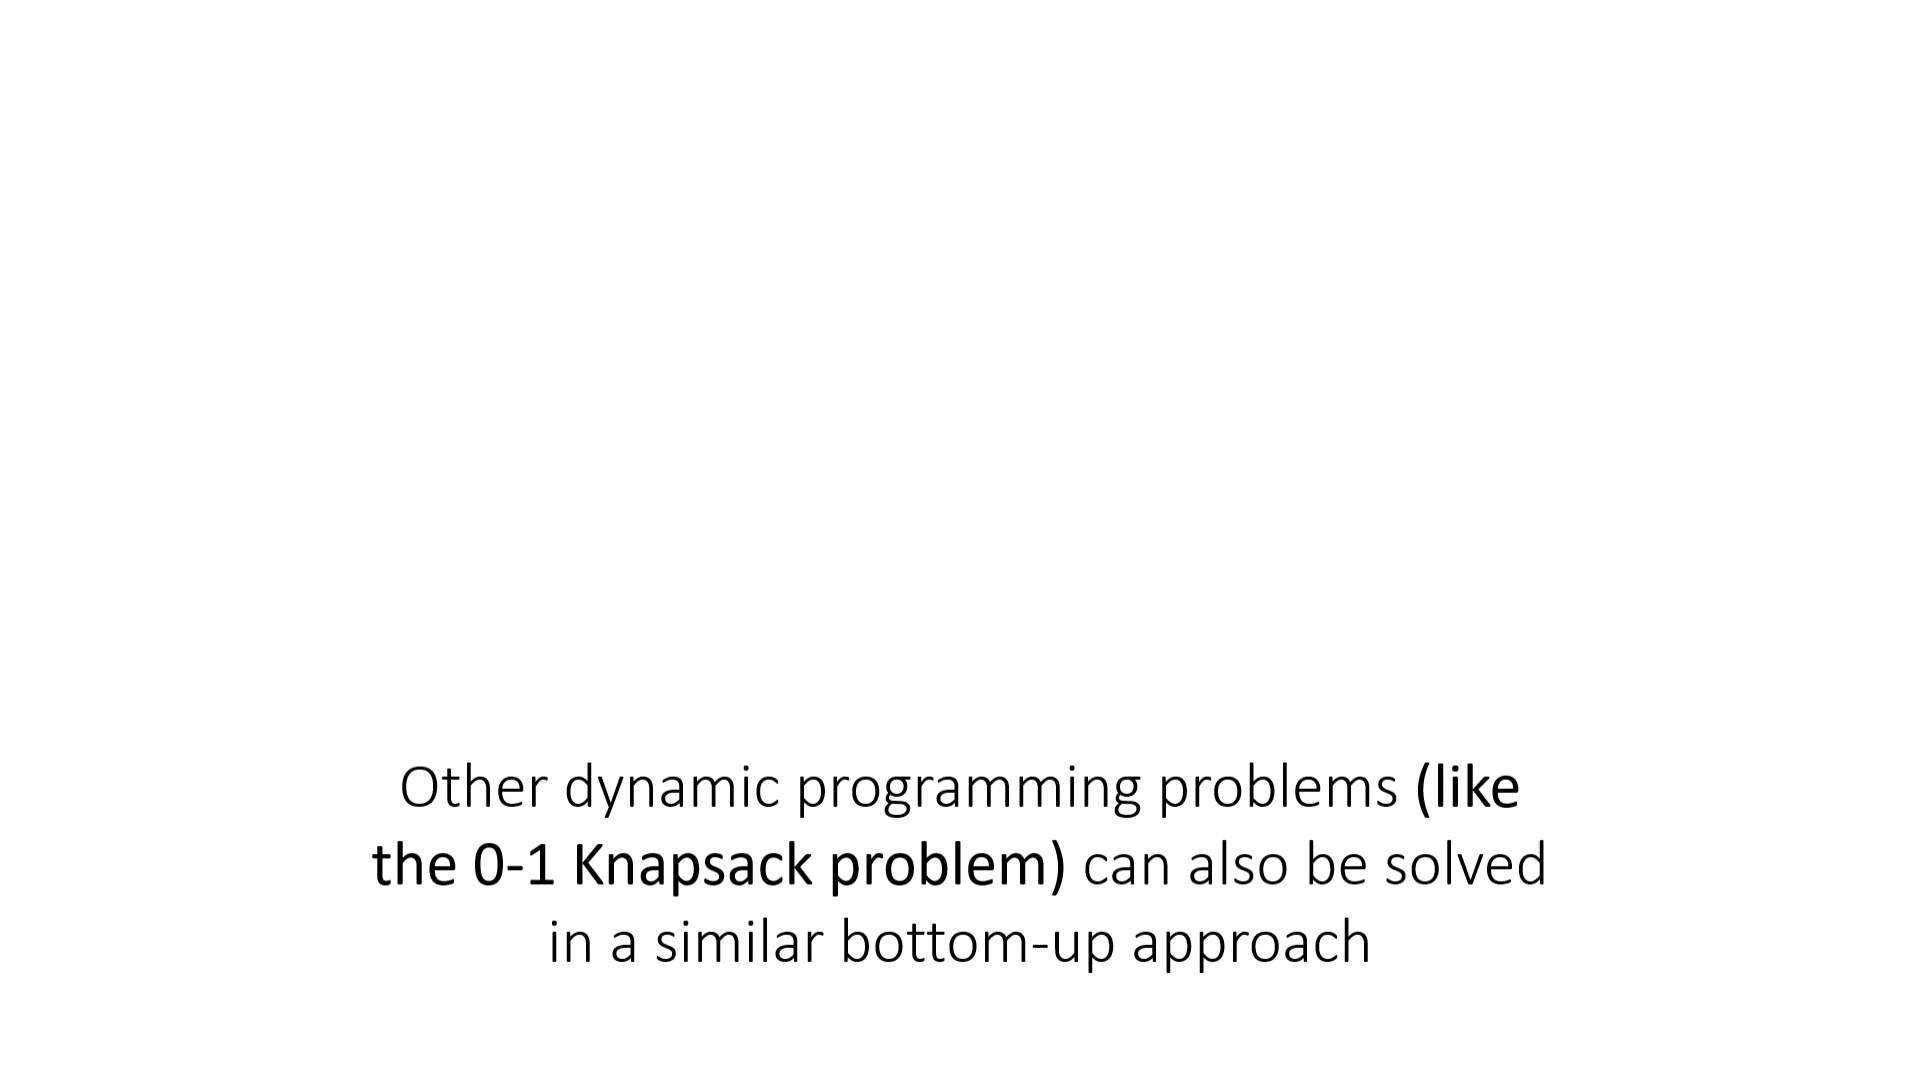 Other dynamic programming problems (like
the 0-1 Knapsack problem) can also be solved
in a similar bottom-up approach